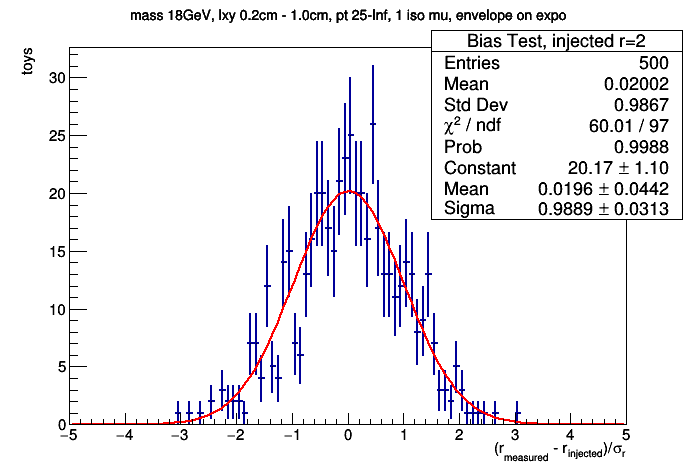 mass 18GeV, lxy 0.2cm - 1.0cm, pt 25-Inf, 1 iso mu, envelope on expo
Bias Test, injected r=2
Entries 500
Mean 0.02002
Std Dev 0.9867
χ² / ndf 60.01 / 97
Prob 0.9988
Constant 20.17 ± 1.10
Mean 0.0196 ± 0.0442
Sigma 0.9889 ± 0.0313
toys
30
25
20
15
10
5
0
−5 −4 −3 −2 −1 0 1 2 3 4 5
(r_measured - r_injected)/σ_r